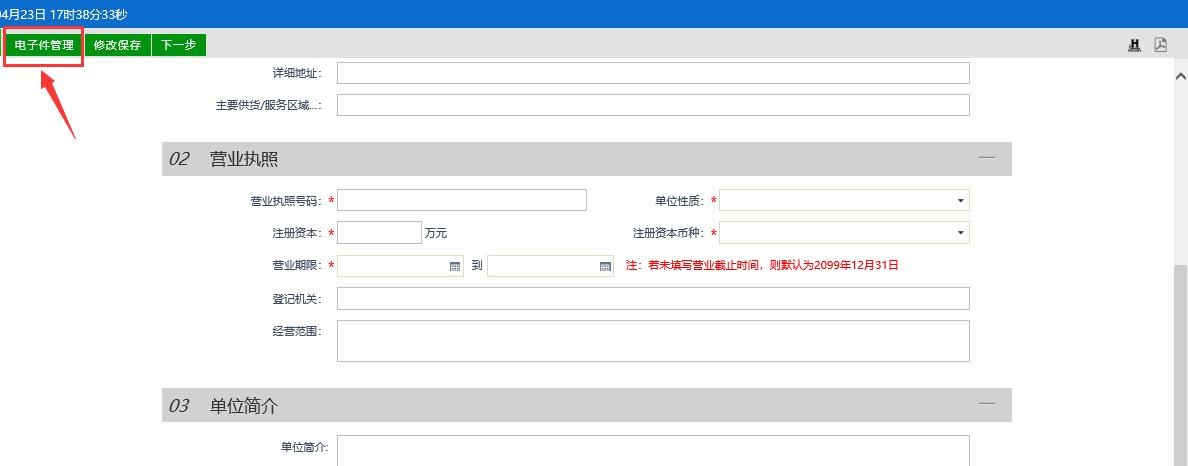 04月23日 17时38分33秒
电子件管理 修改保存 下一步
详细地址:
主要供货/服务区域...:
02 营业执照
营业执照号码: * 单位性质: *
注册资本: * 万元 注册资本币种: *
营业期限: * 到 注：若未填写营业截止时间，则默认为2099年12月31日
登记机关:
经营范围:
03 单位简介
单位简介: